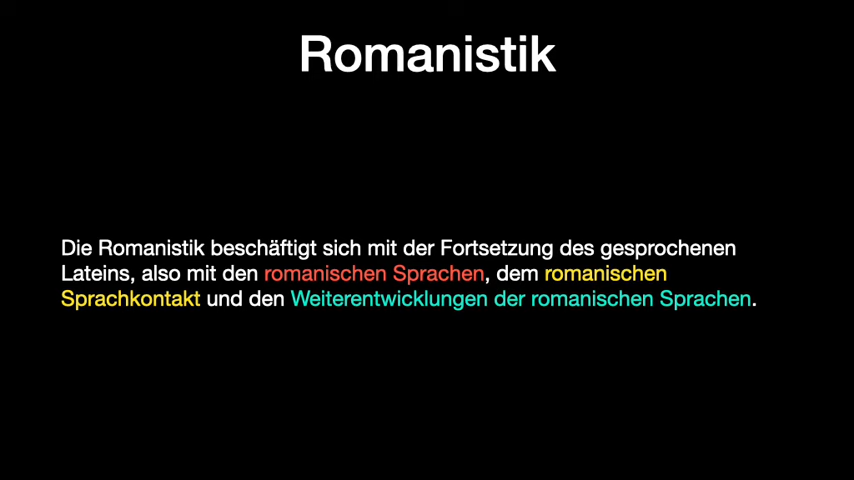 Romanistik
Die Romanistik beschäftigt sich mit der Fortsetzung des gesprochenen
Lateins, also mit den romanischen Sprachen, dem romanischen
Sprachkontakt und den Weiterentwicklungen der romanischen Sprachen.